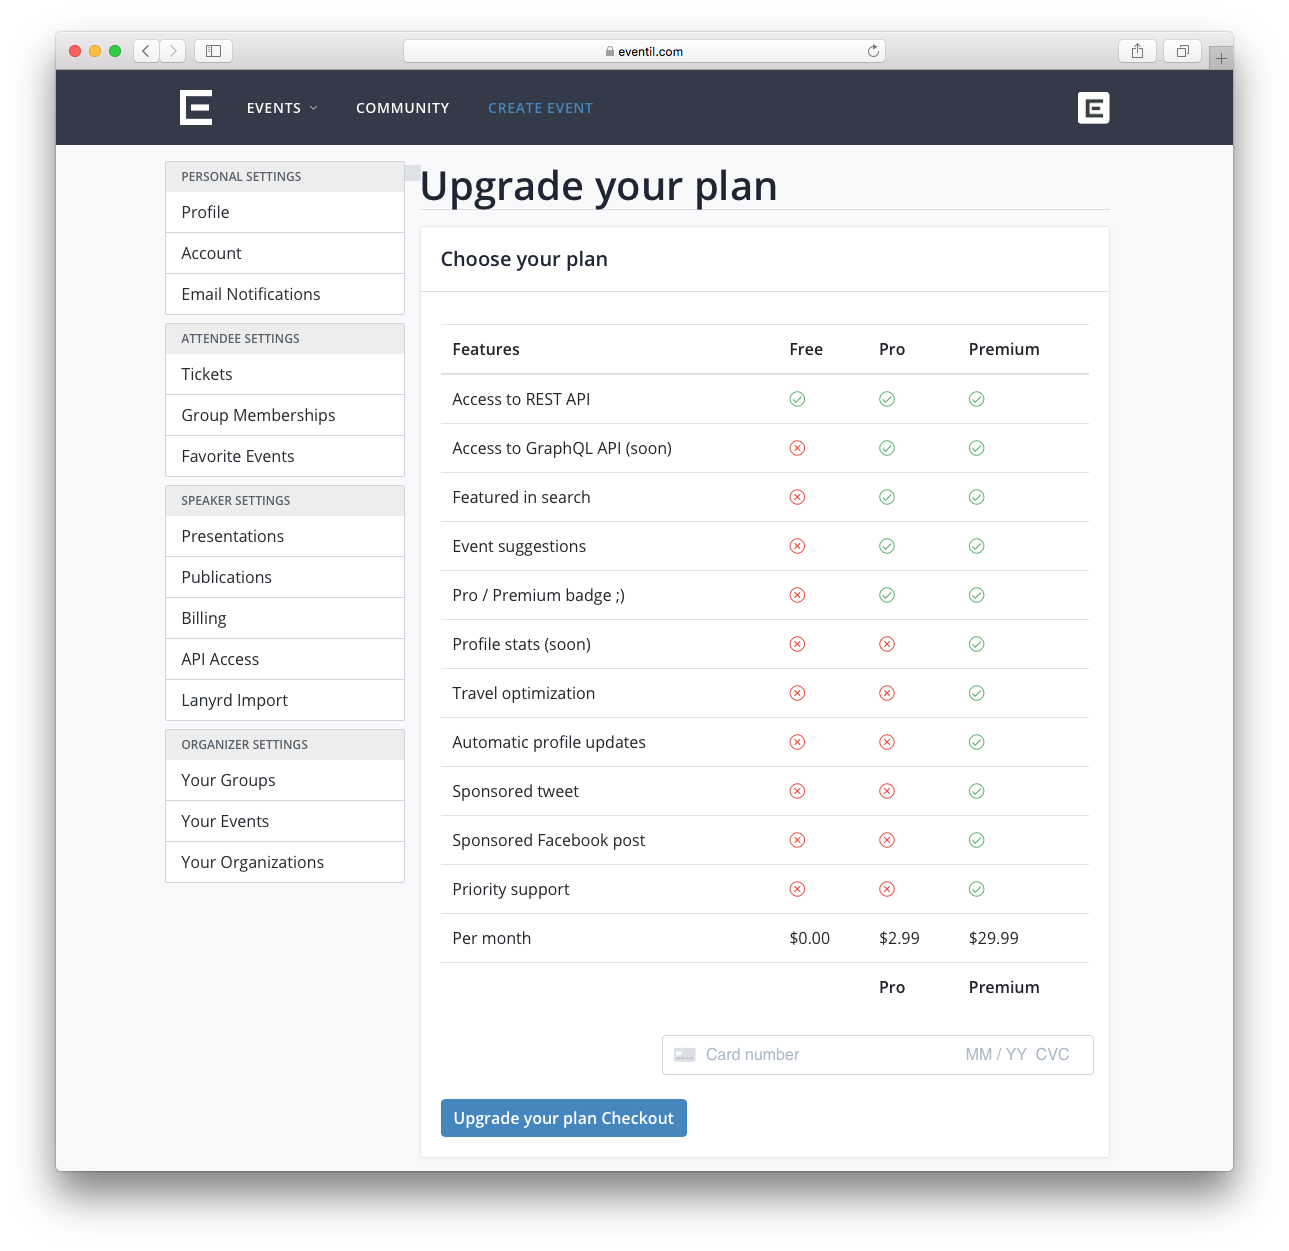 eventil.com
E
EVENTS
COMMUNITY
CREATE EVENT
E
PERSONAL SETTINGS
Profile
Account
Email Notifications
ATTENDEE SETTINGS
Tickets
Group Memberships
Favorite Events
SPEAKER SETTINGS
Presentations
Publications
Billing
API Access
Lanyrd Import
ORGANIZER SETTINGS
Your Groups
Your Events
Your Organizations
Upgrade your plan
Choose your plan
Features Free Pro Premium
Access to REST API
Access to GraphQL API (soon)
Featured in search
Event suggestions
Pro / Premium badge ;)
Profile stats (soon)
Travel optimization
Automatic profile updates
Sponsored tweet
Sponsored Facebook post
Priority support
Per month $0.00 $2.99 $29.99
Pro Premium
Card number MM / YY CVC
Upgrade your plan Checkout